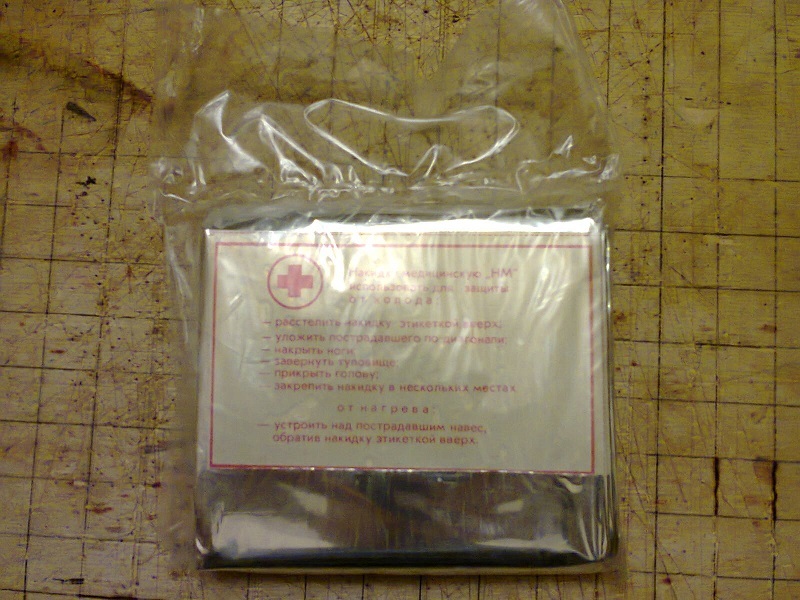 Накидку медицинскую „НМ"
использовать для защиты
от холода:
— расстелить накидку этикеткой вверх;
— уложить пострадавшего по диагонали;
— накрыть ноги;
— завернуть туловище;
— прикрыть голову;
закрепить накидку в нескольких местах
от нагрева:
— устроить над пострадавшим навес,
обратив накидку этикеткой вверх.